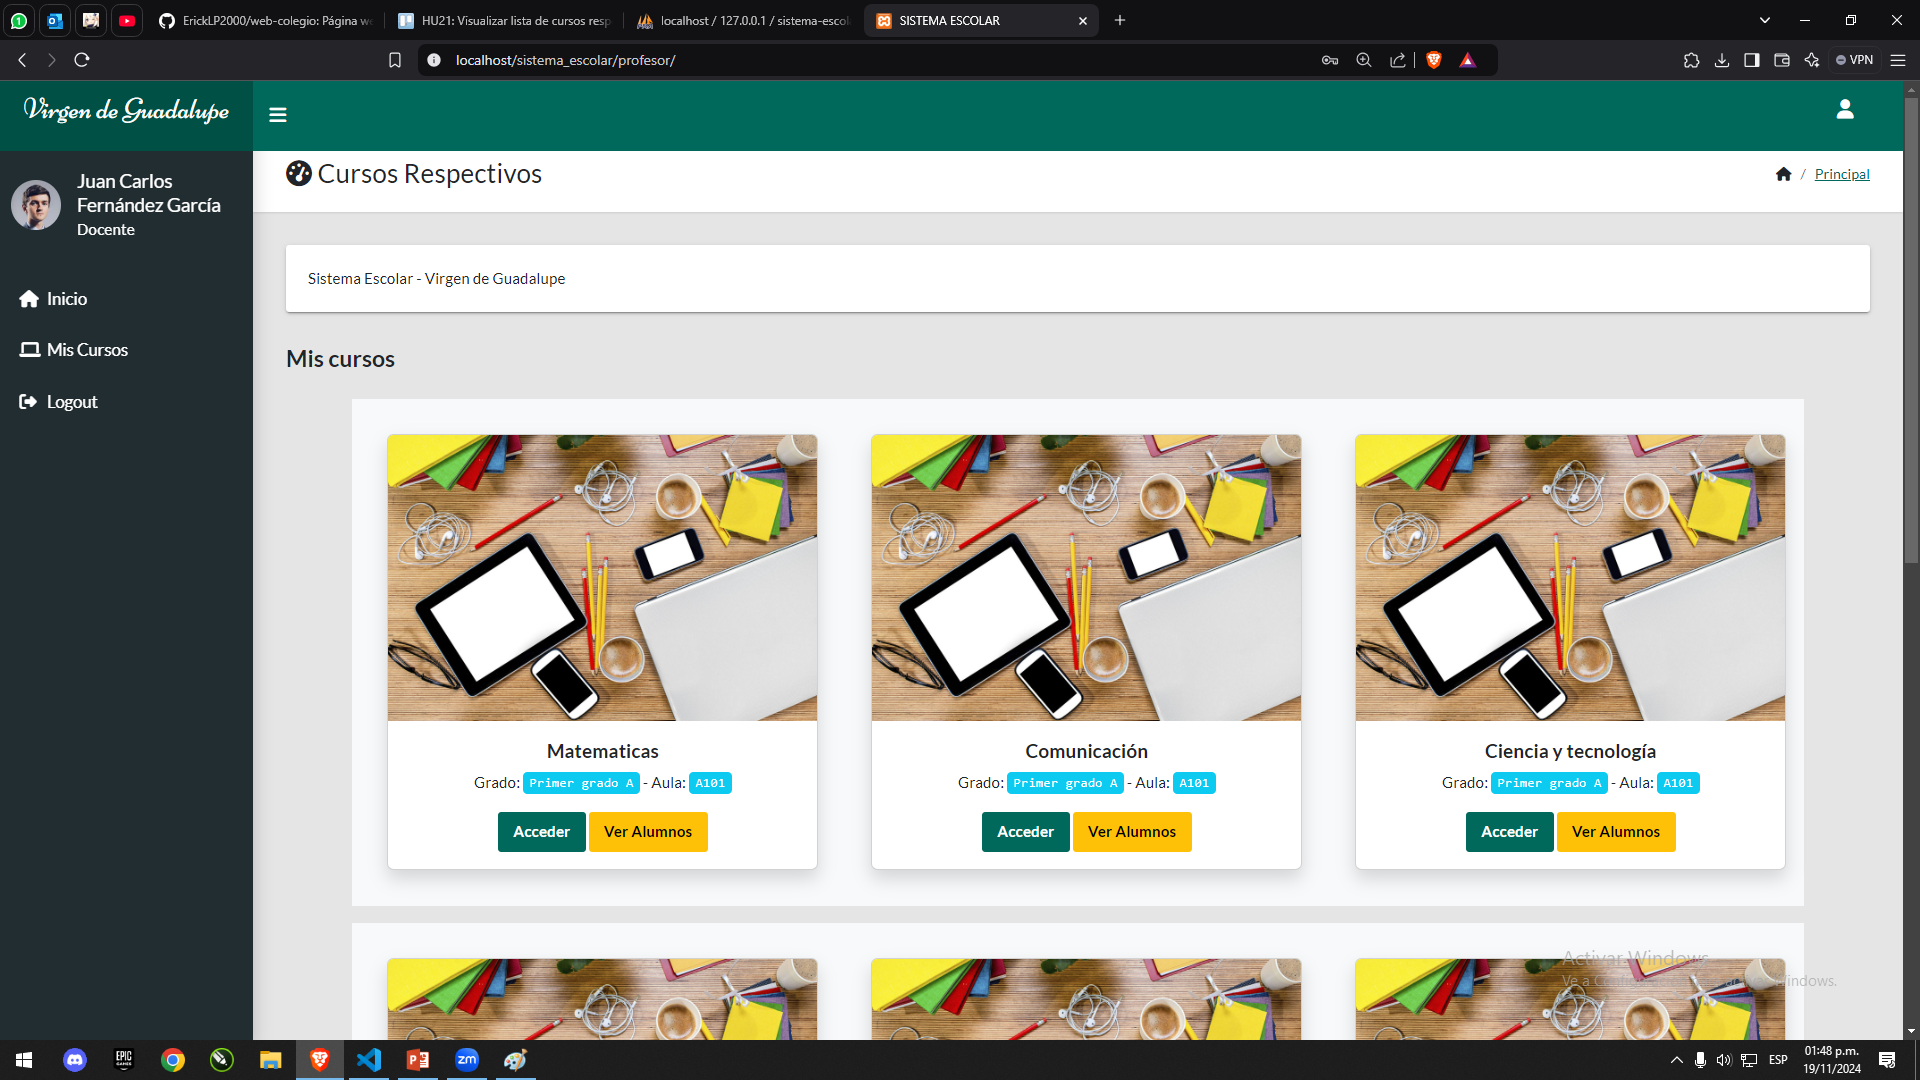 ErickLP2000/web-colegio: Página w
HU21: Visualizar lista de cursos resp
localhost / 127.0.0.1 / sistema-escol
SISTEMA ESCOLAR
localhost/sistema_escolar/profesor/
VPN
Virgen de Guadalupe
Cursos Respectivos
/ Principal
Juan Carlos
Fernández García
Docente
Inicio
Mis Cursos
Logout
Sistema Escolar - Virgen de Guadalupe
Mis cursos
Matematicas
Grado: Primer grado A - Aula: A101
Acceder Ver Alumnos
Comunicación
Grado: Primer grado A - Aula: A101
Acceder Ver Alumnos
Ciencia y tecnología
Grado: Primer grado A - Aula: A101
Acceder Ver Alumnos
Activar Windows
Ve a
EPIC
GAMES
zm
ESP
01:48 p.m.
19/11/2024